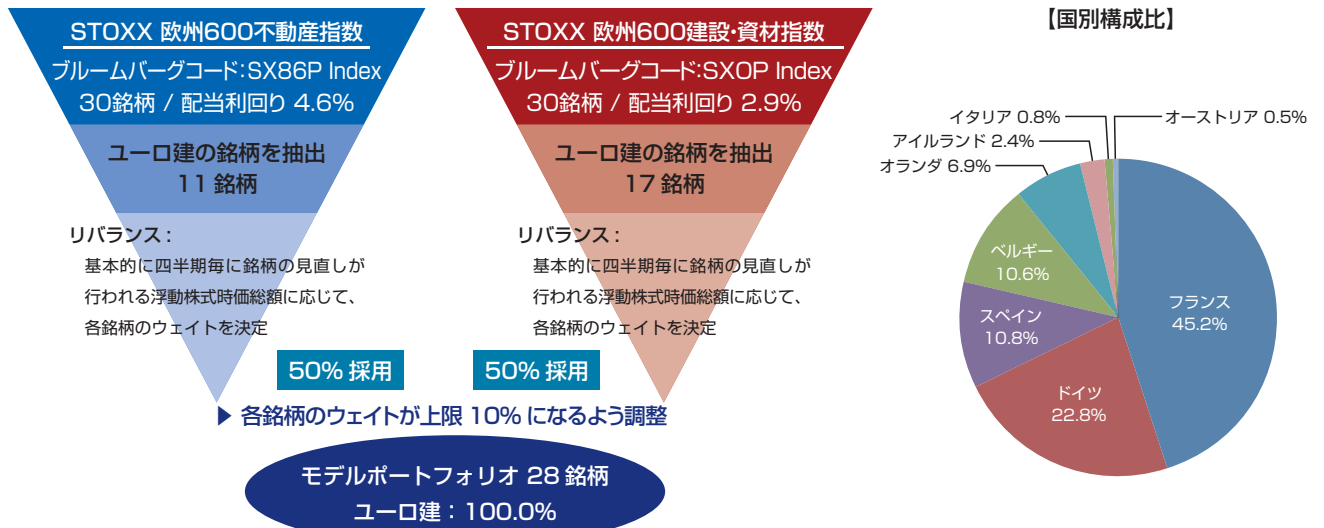 STOXX 欧州600不動産指数
ブルームバーグコード:SX86P Index
30銘柄 / 配当利回り 4.6%
ユーロ建の銘柄を抽出
11 銘柄
リバランス :
基本的に四半期毎に銘柄の見直しが
行われる浮動株式時価総額に応じて、
各銘柄のウェイトを決定
50% 採用
STOXX 欧州600建設・資材指数
ブルームバーグコード:SXOP Index
30銘柄 / 配当利回り 2.9%
ユーロ建の銘柄を抽出
17 銘柄
リバランス :
基本的に四半期毎に銘柄の見直しが
行われる浮動株式時価総額に応じて、
各銘柄のウェイトを決定
50% 採用
▶ 各銘柄のウェイトが上限 10% になるよう調整
モデルポートフォリオ 28 銘柄
ユーロ建 : 100.0%
【国別構成比】
イタリア 0.8%
オーストリア 0.5%
アイルランド 2.4%
オランダ 6.9%
ベルギー
10.6%
スペイン
10.8%
フランス
45.2%
ドイツ
22.8%